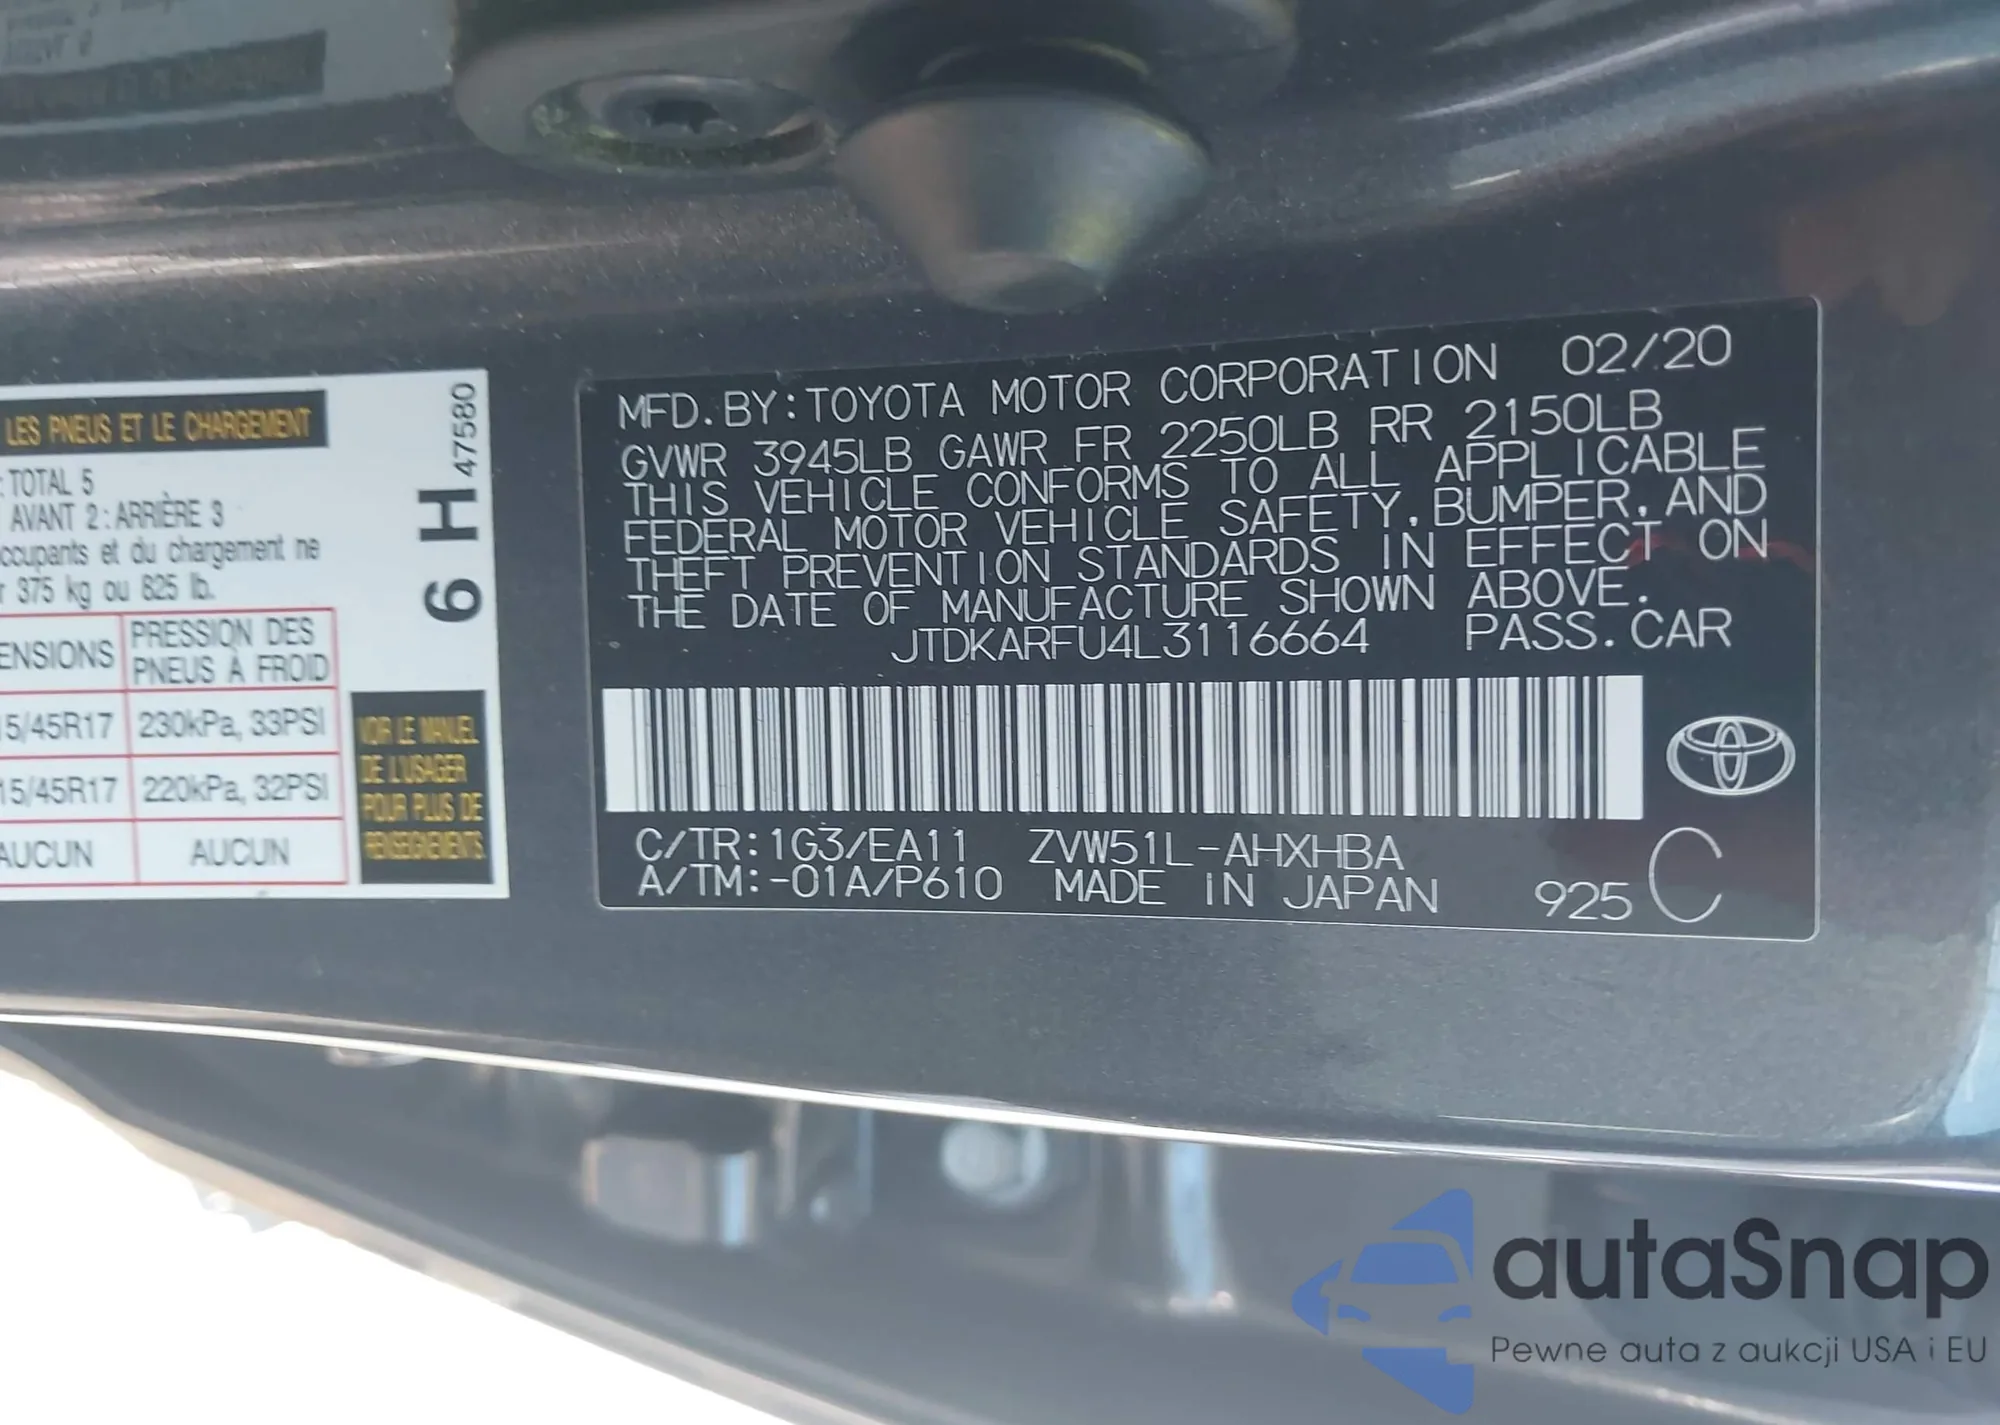 LES PNEUS ET LE CHARGEMENT
: TOTAL 5
AVANT 2 : ARRIÈRE 3
ccupants et du chargement ne
r 375 kg ou 825 lb.
ENSIONS PRESSION DES PNEUS À FROID
15/45R17 230kPa, 33PSI
15/45R17 220kPa, 32PSI
AUCUN AUCUN
6 H 47580
VOIR LE MANUEL
DE L'USAGER
POUR PLUS DE
RENSEIGNEMENTS
MFD. BY: TOYOTA MOTOR CORPORATION 02/20
GVWR 3945LB GAWR FR 2250LB RR 2150LB
THIS VEHICLE CONFORMS TO ALL APPLICABLE
FEDERAL MOTOR VEHICLE SAFETY, BUMPER, AND
THEFT PREVENTION STANDARDS IN EFFECT ON
THE DATE OF MANUFACTURE SHOWN ABOVE.
JTDKARFU4L3116664 PASS. CAR
C/TR: 1G3/EA11 ZVW51L-AHXHBA
A/TM: -01A/P610 MADE IN JAPAN 925 C
autaSnap
Pewne auta z aukcji USA i EU